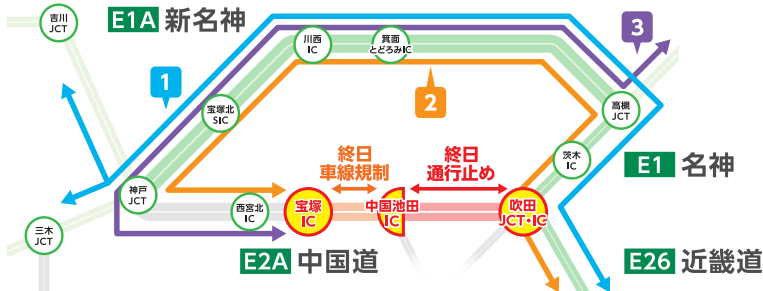 吉川
JCT
E1A 新名神
川西
IC
箕面
とどろみIC
3
1
2
宝塚北
SIC
高槻
JCT
茨木
IC
E1 名神
終日
車線規制
終日
通行止め
神戸
JCT
西宮北
IC
宝塚
IC
中国池田
IC
吹田
JCT・IC
三木
JCT
E2A 中国道
E26 近畿道